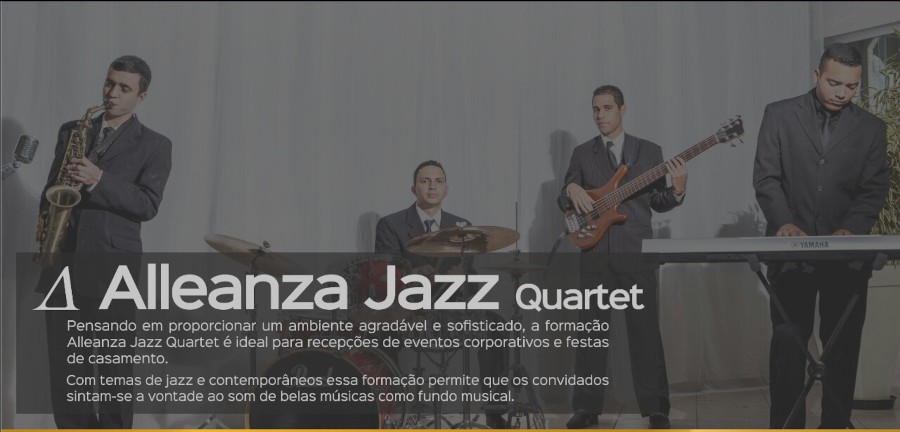 Δ Alleanza Jazz Quartet
Pensando em proporcionar um ambiente agradável e sofisticado, a formação
Alleanza Jazz Quartet é ideal para recepções de eventos corporativos e festas
de casamento.
Com temas de jazz e contemporâneos essa formação permite que os convidados
sintam-se a vontade ao som de belas músicas como fundo musical.
YAMAHA